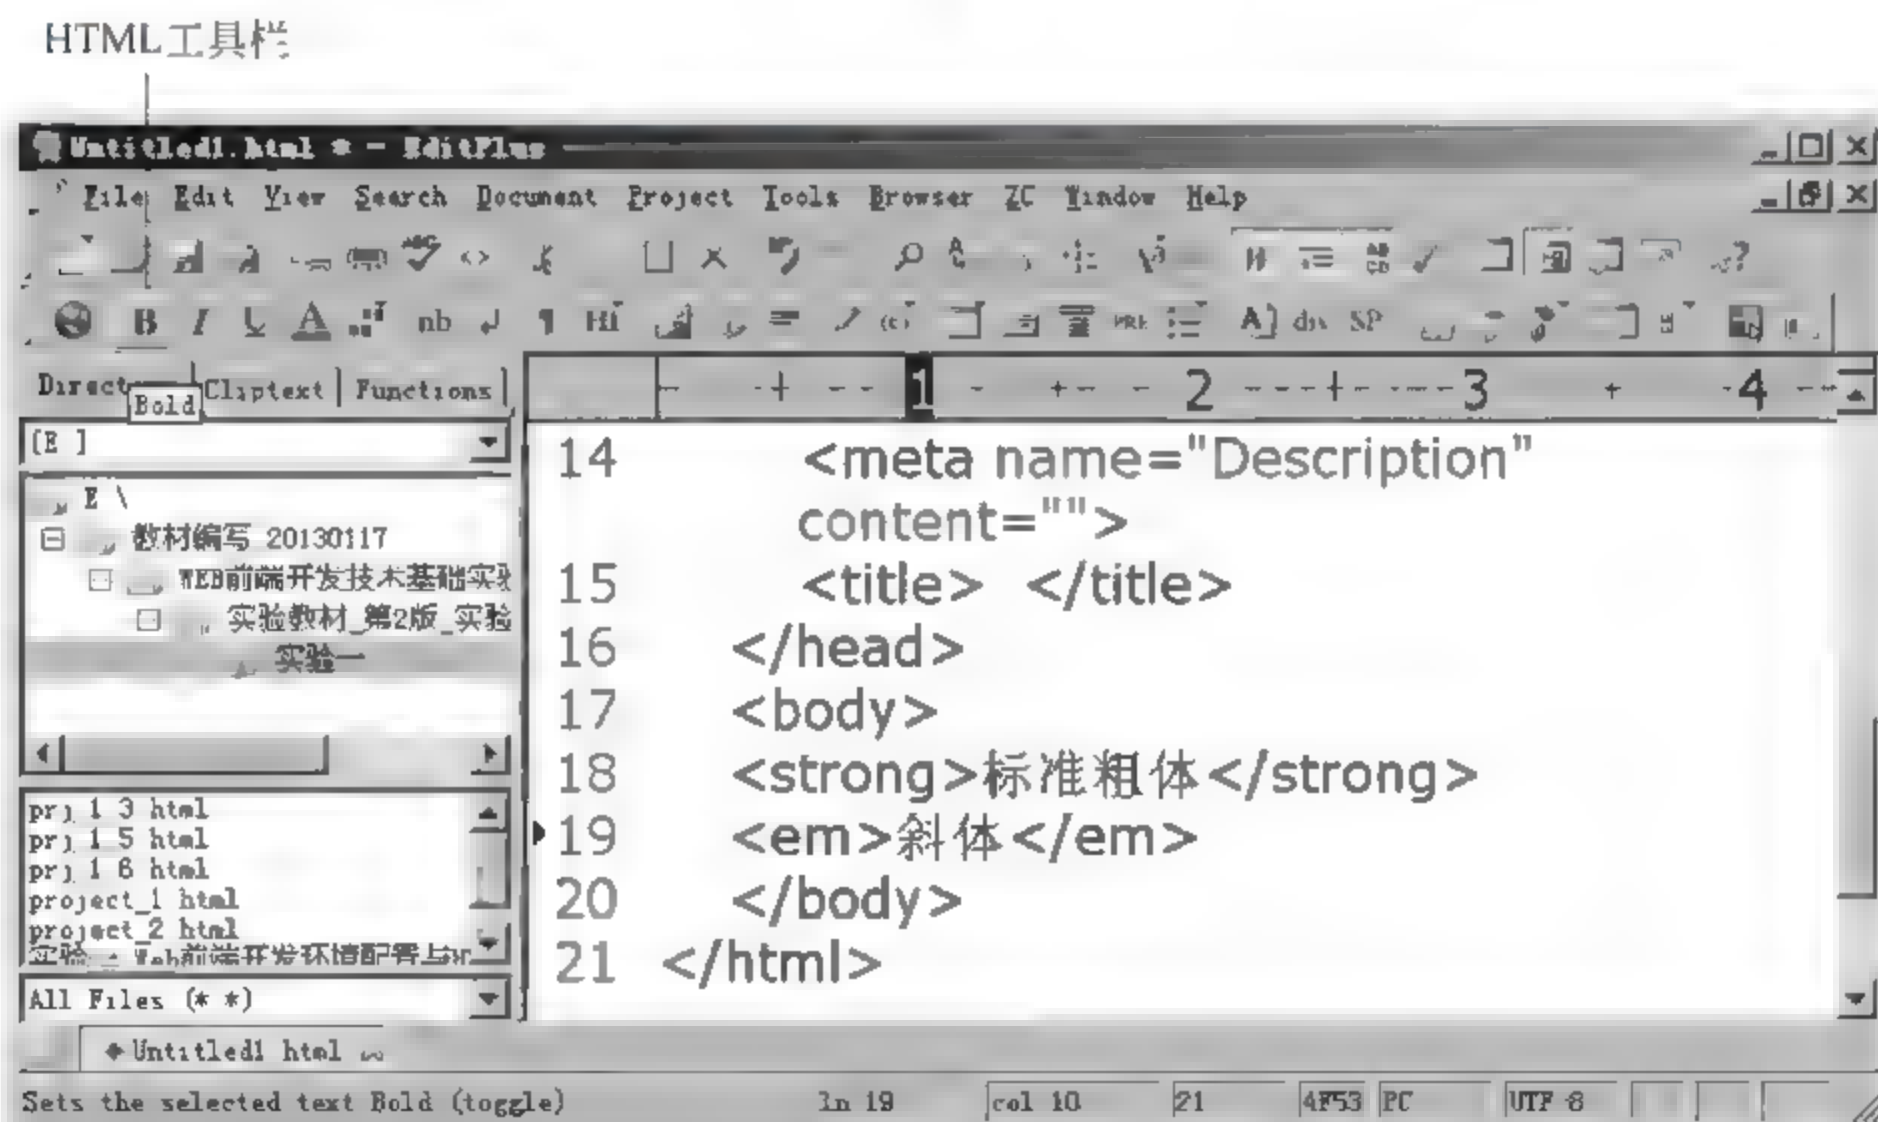 HTML工具栏
Untitled1.html * - EditPlus
File Edit View Search Document Project Tools Browser ZC Window Help
B I U A nb ¶ HI PRE A div SP
Cliptext Functions
Bold
1 2 3 4
[E ]
E \
教材编写 20130117
WEB前端开发技术基础实验
实验教材_第2版_实验
实验一
prj 1 3 html
prj 1 5 html
prj 1 6 html
project_1 html
project_2 html
All Files (* *)
14 <meta name="Description"
content="">
15 <title> </title>
16 </head>
17 <body>
18 <strong>标准粗体</strong>
19 <em>斜体</em>
20 </body>
21 </html>
Untitled1 html
Sets the selected text Bold (toggle) ln 19 col 10 21 4F53 PC UTF-8